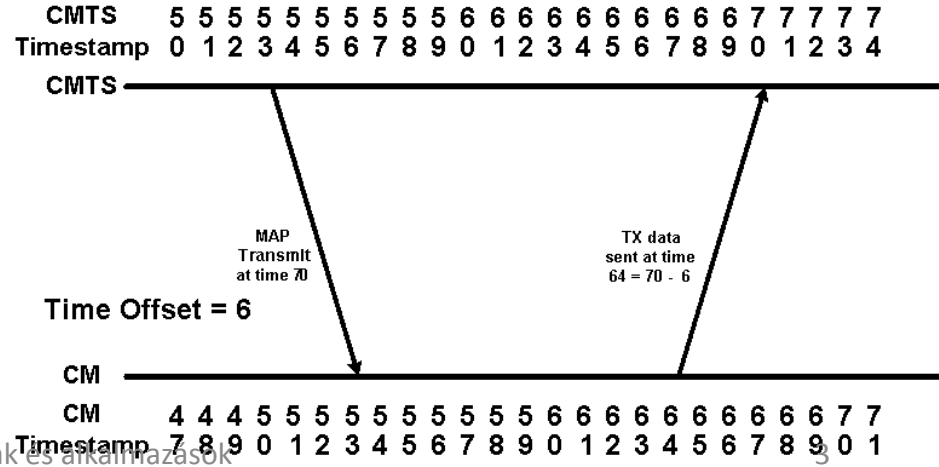 CMTS 5 5 5 5 5 5 5 5 5 5 6 6 6 6 6 6 6 6 6 6 7 7 7 7 7
Timestamp 0 1 2 3 4 5 6 7 8 9 0 1 2 3 4 5 6 7 8 9 0 1 2 3 4
CMTS
MAP
Transmit
at time 70
TX data
sent at time
64 = 70 - 6
Time Offset = 6
CM
CM 4 4 4 5 5 5 5 5 5 5 5 5 5 6 6 6 6 6 6 6 6 6 6 7 7
Timestamp 7 8 9 0 1 2 3 4 5 6 7 8 9 0 1 2 3 4 5 6 7 8 9 0 1
k és alkalmazások 3